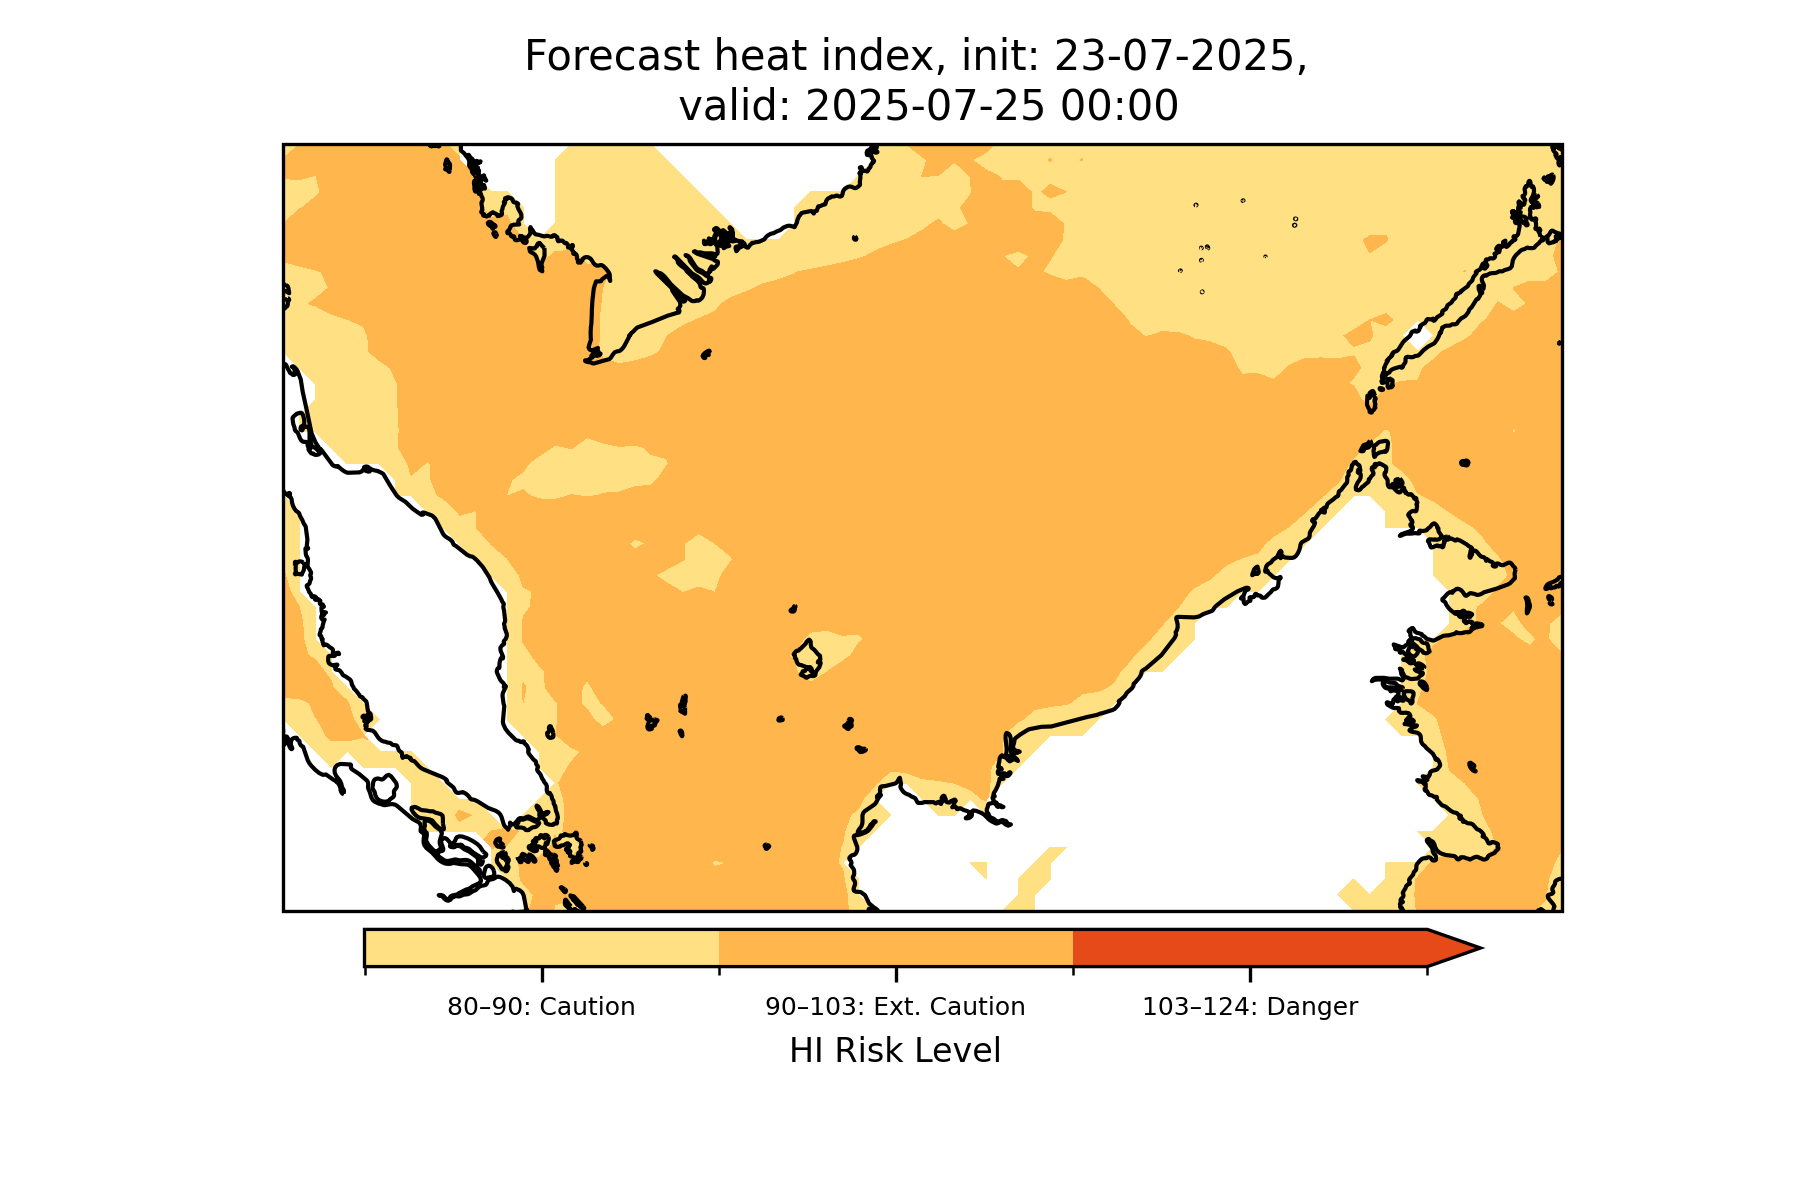 Forecast heat index, init: 23-07-2025,
valid: 2025-07-25 00:00
80–90: Caution
90–103: Ext. Caution
103–124: Danger
HI Risk Level